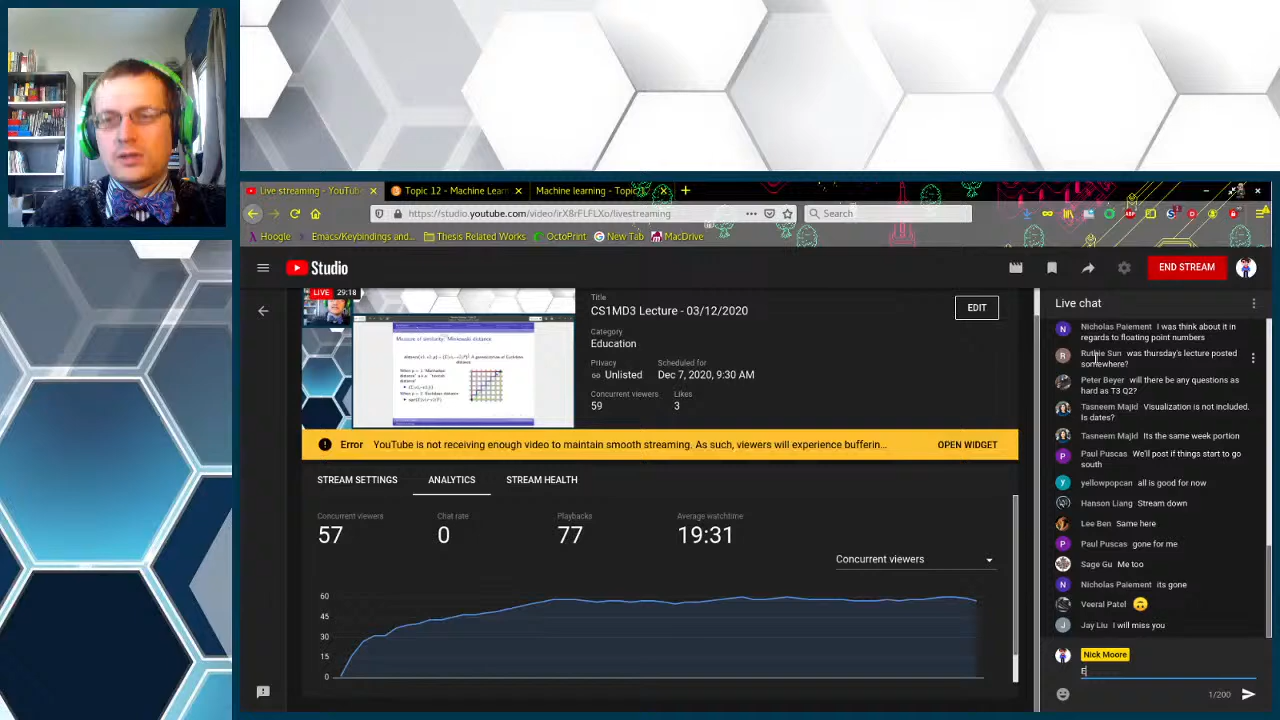 Live streaming - YouTub
Topic 12 - Machine Lear
Machine learning - Topic
https://studio.youtube.com/video/irX8rFLFLXo/livestreaming
Search
Hoogle
Emacs/Keybindings and...
Thesis Related Works
OctoPrint
New Tab
MacDrive
Studio
END STREAM
LIVE 29:18
Measure of similarity: Minkowski distance
Title
CS1MD3 Lecture - 03/12/2020
EDIT
Category
Education
Privacy
Unlisted
Scheduled for
Dec 7, 2020, 9:30 AM
Concurrent viewers
59
Likes
3
Error YouTube is not receiving enough video to maintain smooth streaming. As such, viewers will experience bufferin...
OPEN WIDGET
STREAM SETTINGS
ANALYTICS
STREAM HEALTH
Concurrent viewers
57
Chat rate
0
Playbacks
77
Average watchtime
19:31
Concurrent viewers
60
45
30
15
0
Live chat
Nicholas Paiement I was think about it in
regards to floating point numbers
Ruthie Sun was thursday's lecture posted
somewhere?
Peter Beyer will there be any questions as
hard as T3 Q2?
Tasneem Majid Visualization is not included.
Is dates?
Tasneem Majid Its the same week portion
Paul Puscas We'll post if things start to go
south
yellowpopcan all is good for now
Hanson Liang Stream down
Lee Ben Same here
Paul Puscas gone for me
Sage Gu Me too
Nicholas Paiement its gone
Veeral Patel
Jay Liu I will miss you
Nick Moore
E
1/200